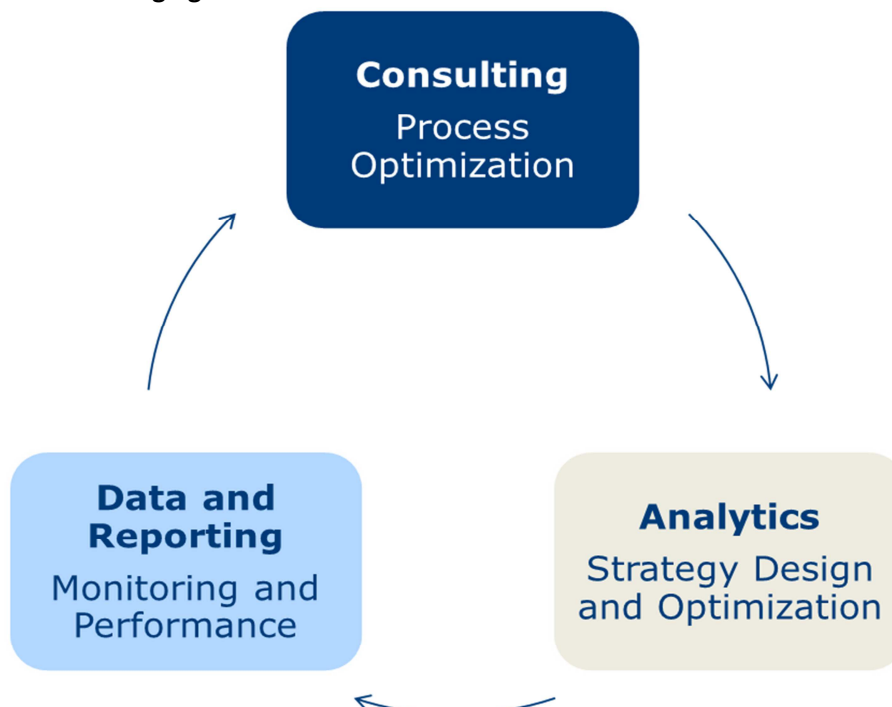 Consulting
Process
Optimization
Data and
Reporting
Monitoring and
Performance
Analytics
Strategy Design
and Optimization